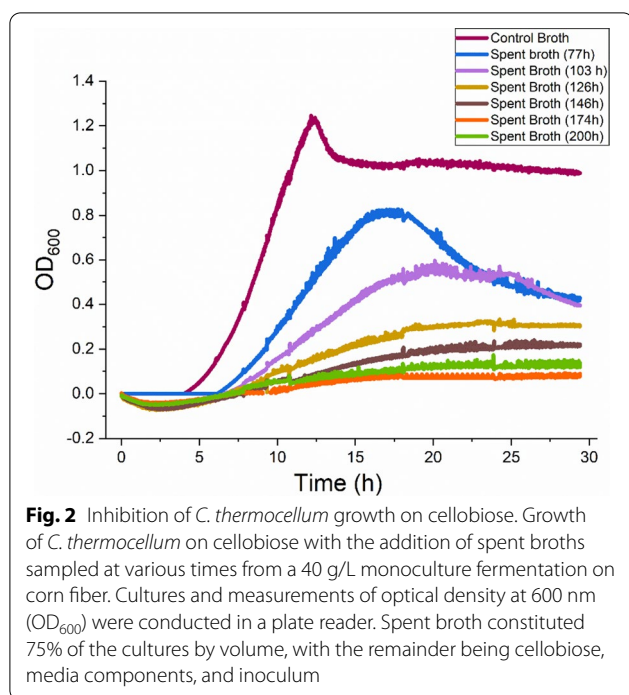 Control Broth
Spent broth (77h)
Spent Broth (103 h)
Spent Broth (126h)
Spent Broth (146h)
Spent Broth (174h)
Spent Broth (200h)
1.4
1.2
1.0
0.8
0.6
0.4
0.2
0.0
-0.2
OD600
0
5
10
15
20
25
30
Time (h)
Fig. 2 Inhibition of C. thermocellum growth on cellobiose. Growth
of C. thermocellum on cellobiose with the addition of spent broths
sampled at various times from a 40 g/L monoculture fermentation on
corn fiber. Cultures and measurements of optical density at 600 nm
(OD600) were conducted in a plate reader. Spent broth constituted
75% of the cultures by volume, with the remainder being cellobiose,
media components, and inoculum